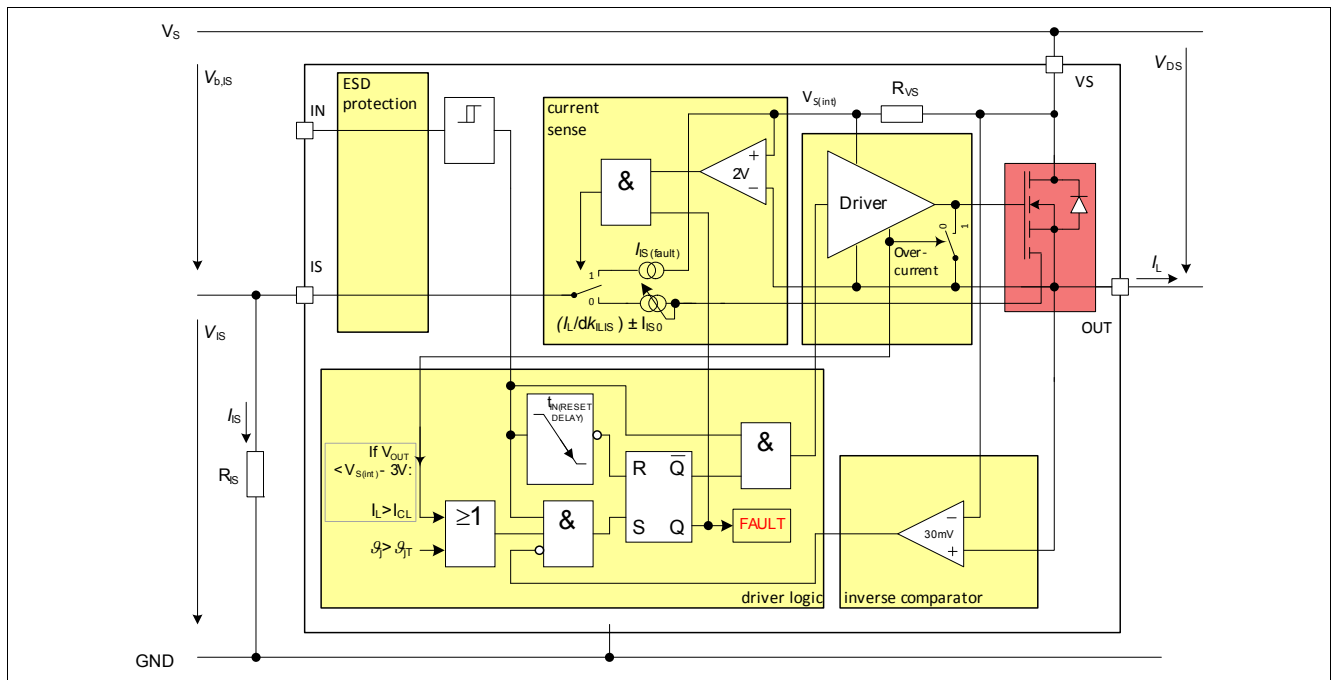 VS
Vb,IS
ESD
protection
IN
current
sense
VS(int)
RVS
VS
VDS
&
+
2V
−
Driver
0
1
Over-
current
IIS(fault)
1
0
(IL/dkILIS) ± IIS0
IS
IL
OUT
VIS
IIS
RIS
tIN(RESET
DELAY)
If VOUT
< VS(int) - 3V:
IL> ICL
ϑj> ϑjT
≥1
&
R
Q̅
S
Q
&
FAULT
driver logic
−
30mV
+
inverse comparator
GND